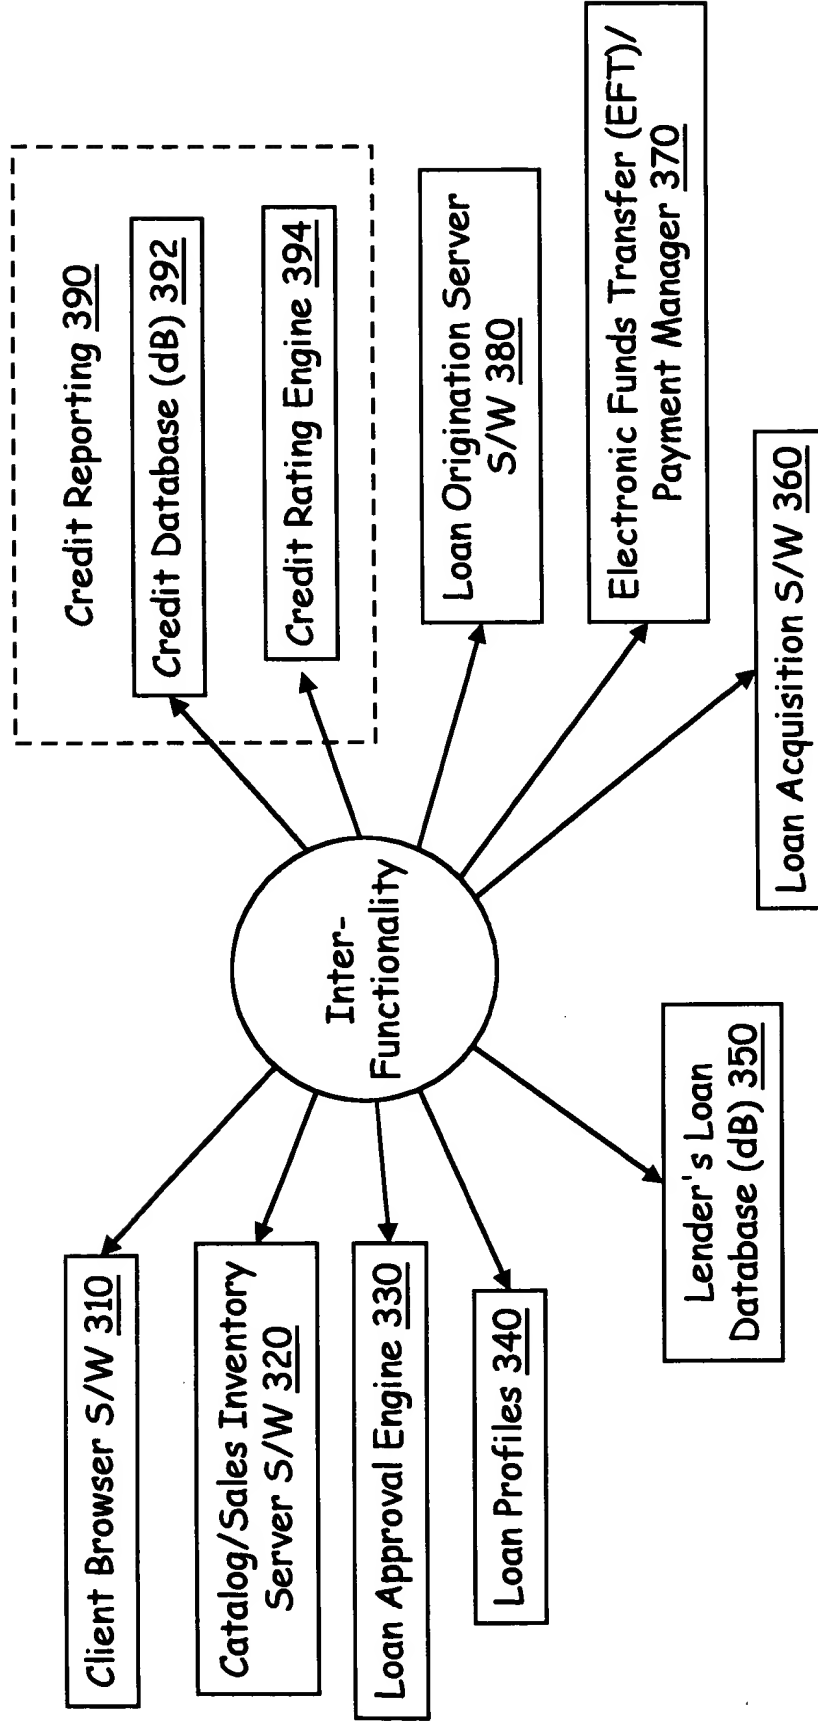 Client Browser S/W 310
Catalog/Sales Inventory
Server S/W 320
Loan Approval Engine 330
Loan Profiles 340
Lender's Loan
Database (dB) 350
Inter-
Functionality
Credit Reporting 390
Credit Database (dB) 392
Credit Rating Engine 394
Loan Origination Server
S/W 380
Electronic Funds Transfer (EFT)/
Payment Manager 370
Loan Acquisition S/W 360